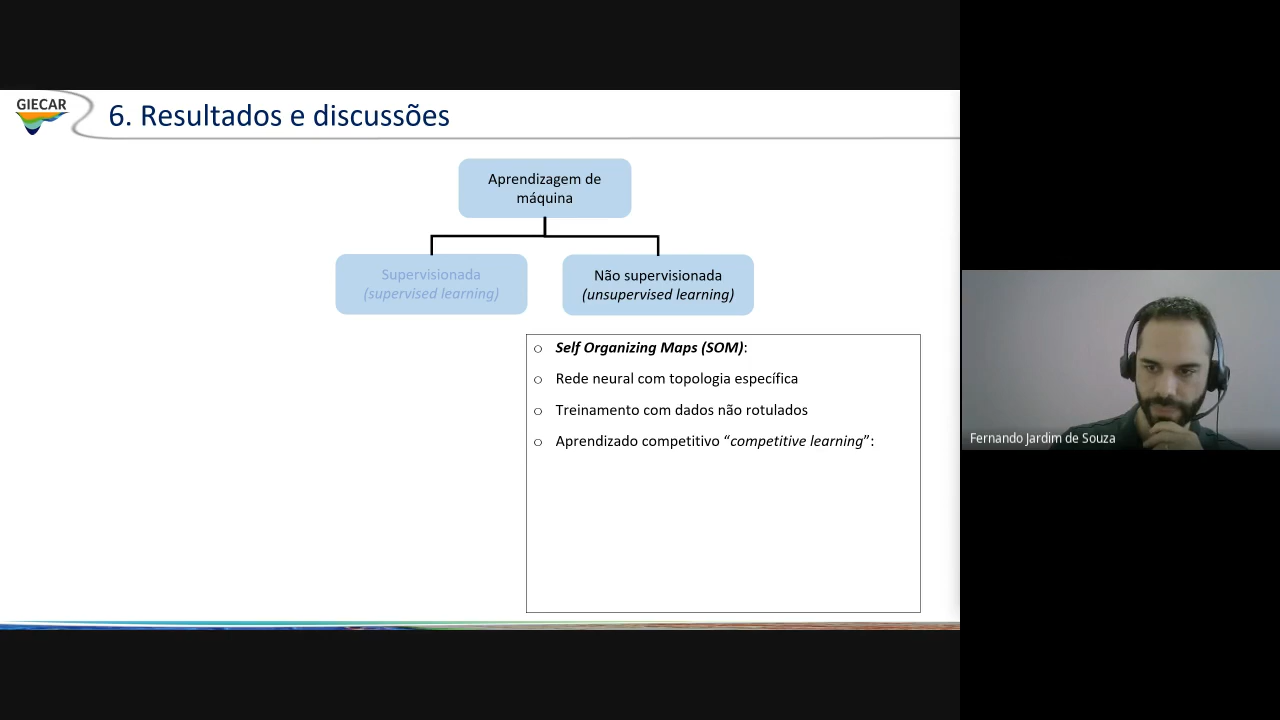 GIECAR
6. Resultados e discussões
Aprendizagem de
máquina
Supervisionada
(supervised learning)
Não supervisionada
(unsupervised learning)
o Self Organizing Maps (SOM):
o Rede neural com topologia específica
o Treinamento com dados não rotulados
o Aprendizado competitivo “competitive learning”:
Fernando Jardim de Souza